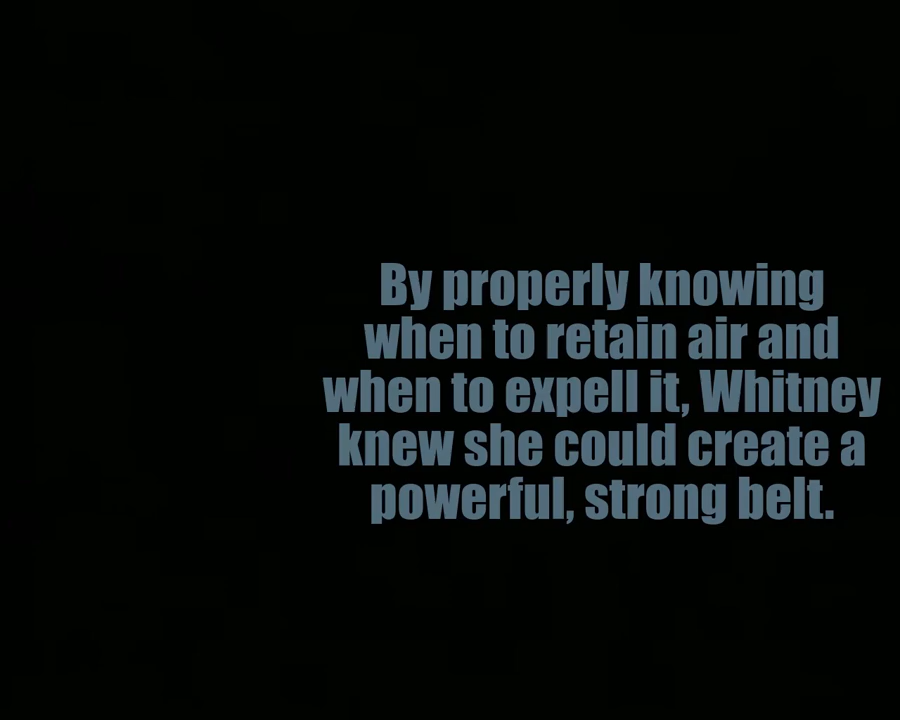 By properly knowing
when to retain air and
when to expell it, Whitney
knew she could create a
powerful, strong belt.